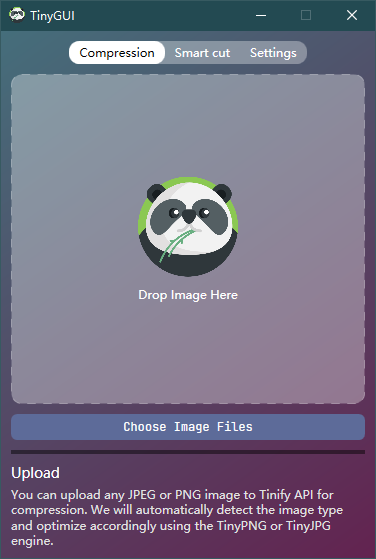 TinyGUI
Compression Smart cut Settings
Drop Image Here
Choose Image Files
Upload
You can upload any JPEG or PNG image to Tinify API for
compression. We will automatically detect the image type
and optimize accordingly using the TinyPNG or TinyJPG
engine.